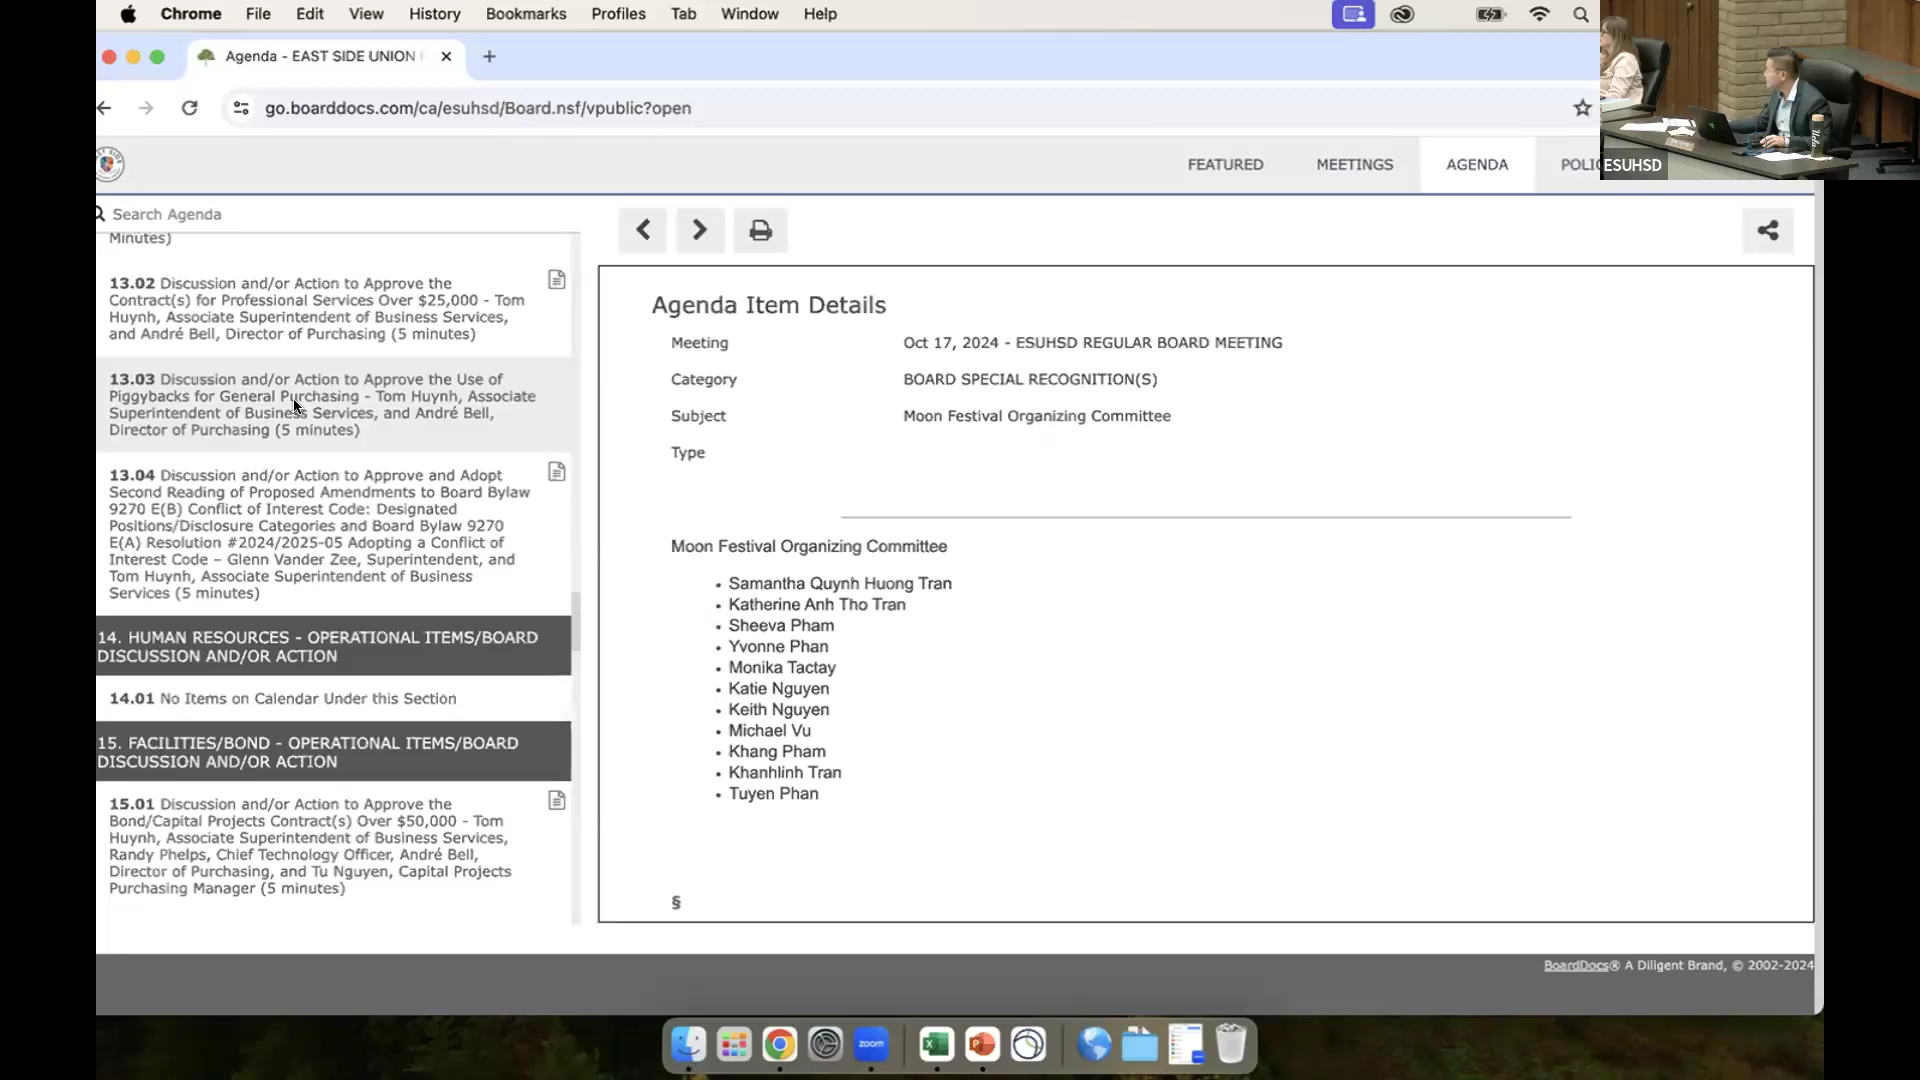 Chrome File Edit View History Bookmarks Profiles Tab Window Help
Agenda - EAST SIDE UNION
go.boarddocs.com/ca/esuhsd/Board.nsf/vpublic?open
ESUHSD
FEATURED MEETINGS AGENDA POLI
Search Agenda
Minutes)
13.02 Discussion and/or Action to Approve the
Contract(s) for Professional Services Over $25,000 - Tom
Huynh, Associate Superintendent of Business Services,
and André Bell, Director of Purchasing (5 minutes)
13.03 Discussion and/or Action to Approve the Use of
Piggybacks for General Purchasing - Tom Huynh, Associate
Superintendent of Business Services, and André Bell,
Director of Purchasing (5 minutes)
13.04 Discussion and/or Action to Approve and Adopt
Second Reading of Proposed Amendments to Board Bylaw
9270 E(B) Conflict of Interest Code: Designated
Positions/Disclosure Categories and Board Bylaw 9270
E(A) Resolution #2024/2025-05 Adopting a Conflict of
Interest Code – Glenn Vander Zee, Superintendent, and
Tom Huynh, Associate Superintendent of Business
Services (5 minutes)
14. HUMAN RESOURCES - OPERATIONAL ITEMS/BOARD
DISCUSSION AND/OR ACTION
14.01 No Items on Calendar Under this Section
15. FACILITIES/BOND - OPERATIONAL ITEMS/BOARD
DISCUSSION AND/OR ACTION
15.01 Discussion and/or Action to Approve the
Bond/Capital Projects Contract(s) Over $50,000 - Tom
Huynh, Associate Superintendent of Business Services,
Randy Phelps, Chief Technology Officer, André Bell,
Director of Purchasing, and Tu Nguyen, Capital Projects
Purchasing Manager (5 minutes)
Agenda Item Details
Meeting Oct 17, 2024 - ESUHSD REGULAR BOARD MEETING
Category BOARD SPECIAL RECOGNITION(S)
Subject Moon Festival Organizing Committee
Type
Moon Festival Organizing Committee
• Samantha Quynh Huong Tran
• Katherine Anh Tho Tran
• Sheeva Pham
• Yvonne Phan
• Monika Tactay
• Katie Nguyen
• Keith Nguyen
• Michael Vu
• Khang Pham
• Khanhlinh Tran
• Tuyen Phan
§
BoardDocs® A Diligent Brand, © 2002-2024
zoom